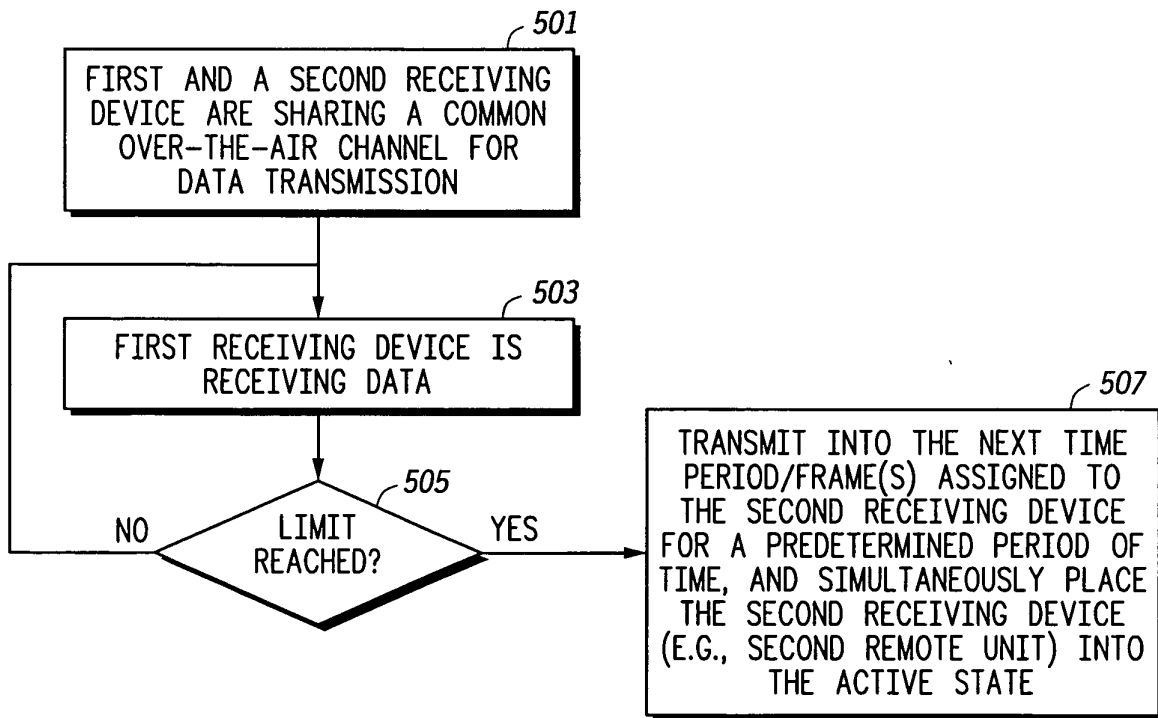 501
FIRST AND A SECOND RECEIVING
DEVICE ARE SHARING A COMMON
OVER-THE-AIR CHANNEL FOR
DATA TRANSMISSION
503
FIRST RECEIVING DEVICE IS
RECEIVING DATA
505
LIMIT
REACHED?
NO
YES
507
TRANSMIT INTO THE NEXT TIME
PERIOD/FRAME(S) ASSIGNED TO
THE SECOND RECEIVING DEVICE
FOR A PREDETERMINED PERIOD OF
TIME, AND SIMULTANEOUSLY PLACE
THE SECOND RECEIVING DEVICE
(E.G., SECOND REMOTE UNIT) INTO
THE ACTIVE STATE